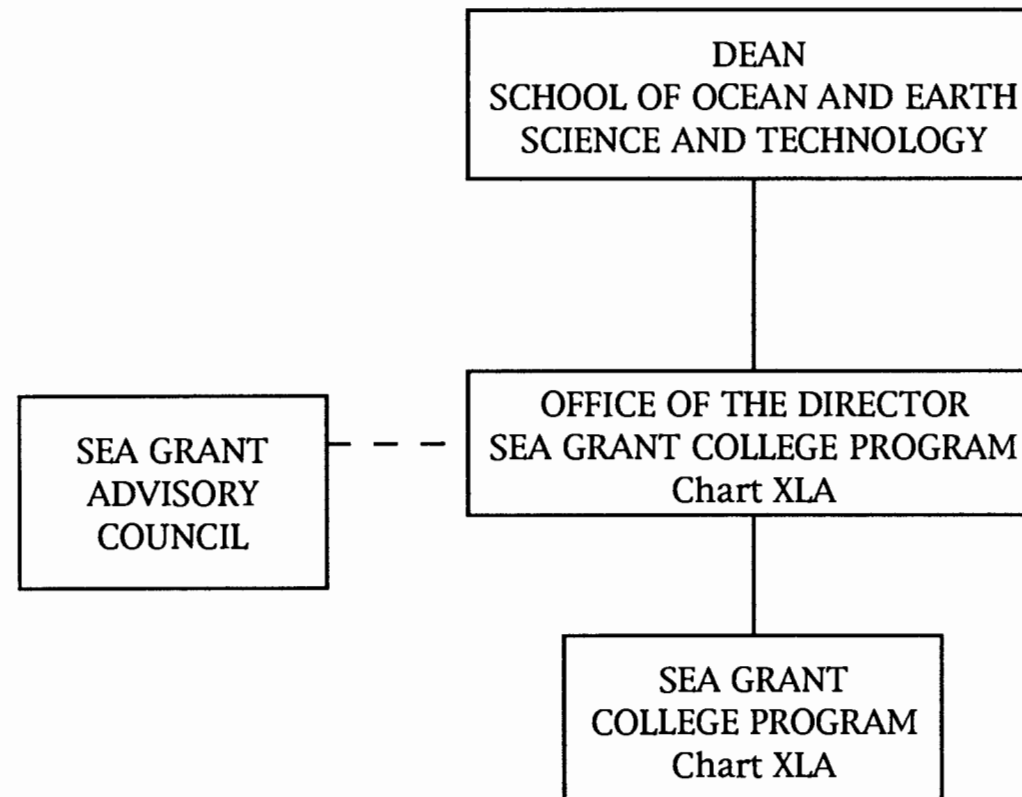 DEAN
SCHOOL OF OCEAN AND EARTH
SCIENCE AND TECHNOLOGY
SEA GRANT
ADVISORY
COUNCIL
OFFICE OF THE DIRECTOR
SEA GRANT COLLEGE PROGRAM
Chart XLA
SEA GRANT
COLLEGE PROGRAM
Chart XLA